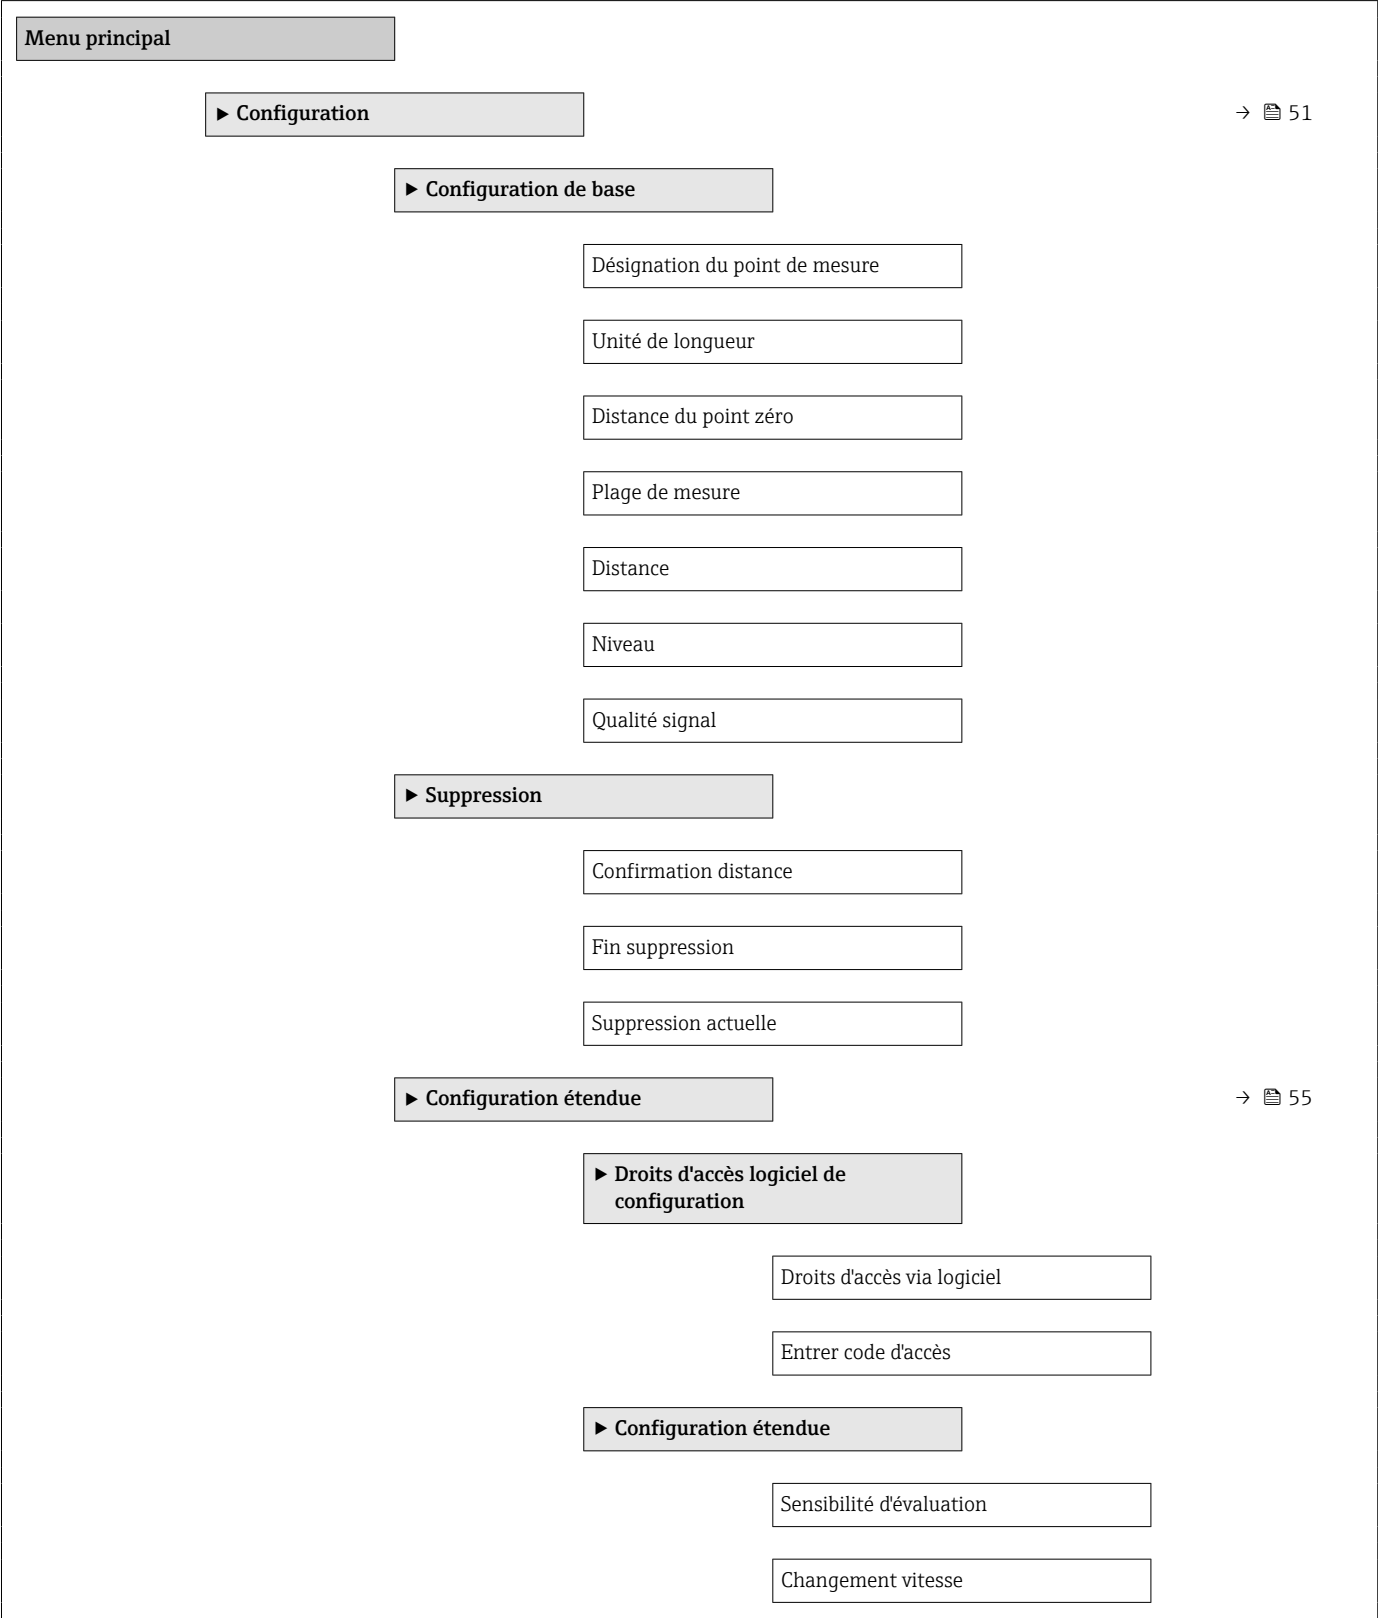 Menu principal
▶ Configuration → 51
▶ Configuration de base
Désignation du point de mesure
Unité de longueur
Distance du point zéro
Plage de mesure
Distance
Niveau
Qualité signal
▶ Suppression
Confirmation distance
Fin suppression
Suppression actuelle
▶ Configuration étendue → 55
▶ Droits d'accès logiciel de
configuration
Droits d'accès via logiciel
Entrer code d'accès
▶ Configuration étendue
Sensibilité d'évaluation
Changement vitesse